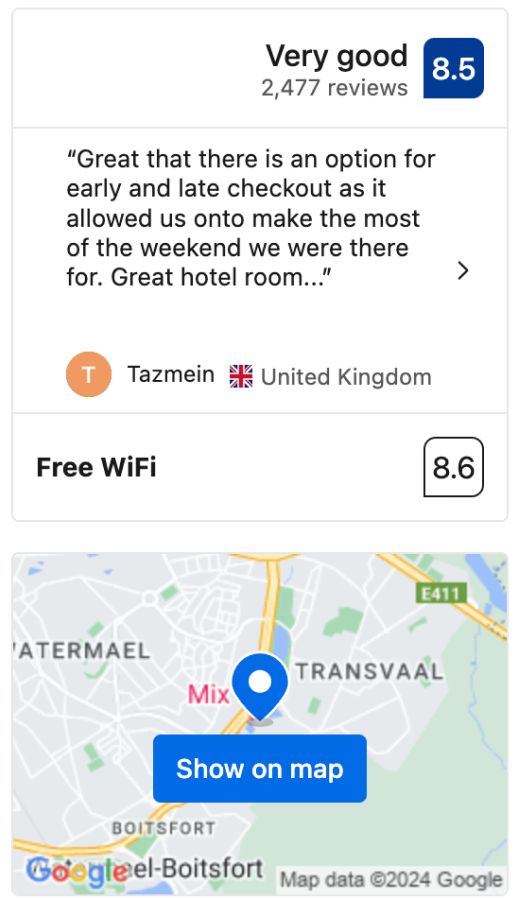 Very good
8.5
2,477 reviews
“Great that there is an option for
early and late checkout as it
allowed us onto make the most
of the weekend we were there
for. Great hotel room...”
T
Tazmein
United Kingdom
Free WiFi
8.6
E411
TRANSVAAL
Mix
Show on map
BOITSFORT
Google
el-Boitsfort
Map data ©2024 Google